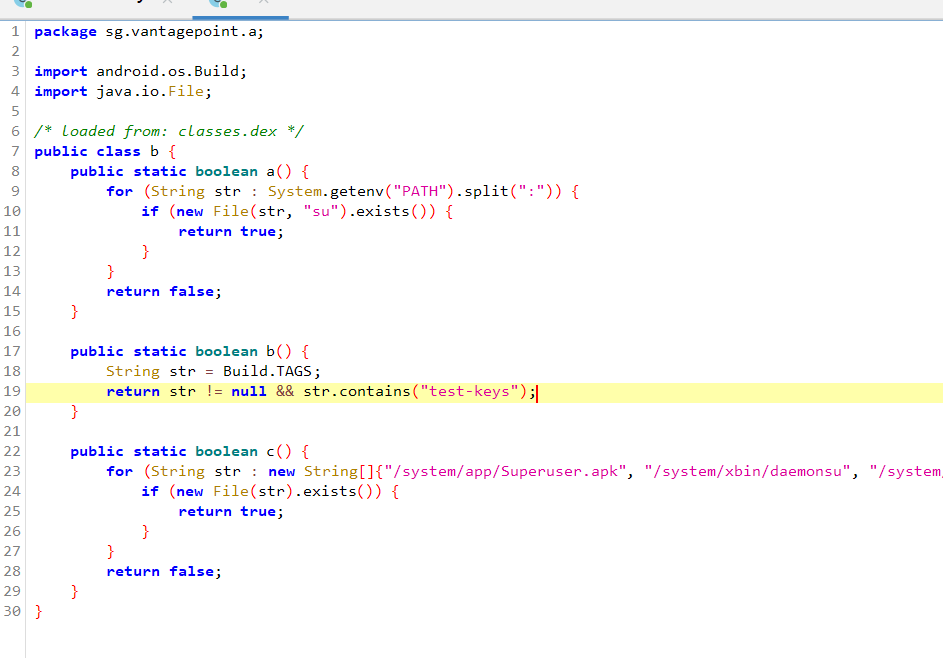 1 package sg.vantagepoint.a;
2
3 import android.os.Build;
4 import java.io.File;
5
6 /* loaded from: classes.dex */
7 public class b {
8     public static boolean a() {
9         for (String str : System.getenv("PATH").split(":")) {
10             if (new File(str, "su").exists()) {
11                 return true;
12             }
13         }
14         return false;
15     }
16
17     public static boolean b() {
18         String str = Build.TAGS;
19         return str != null && str.contains("test-keys");
20     }
21
22     public static boolean c() {
23         for (String str : new String[]{"/system/app/Superuser.apk", "/system/xbin/daemonsu", "/system
24             if (new File(str).exists()) {
25                 return true;
26             }
27         }
28         return false;
29     }
30 }